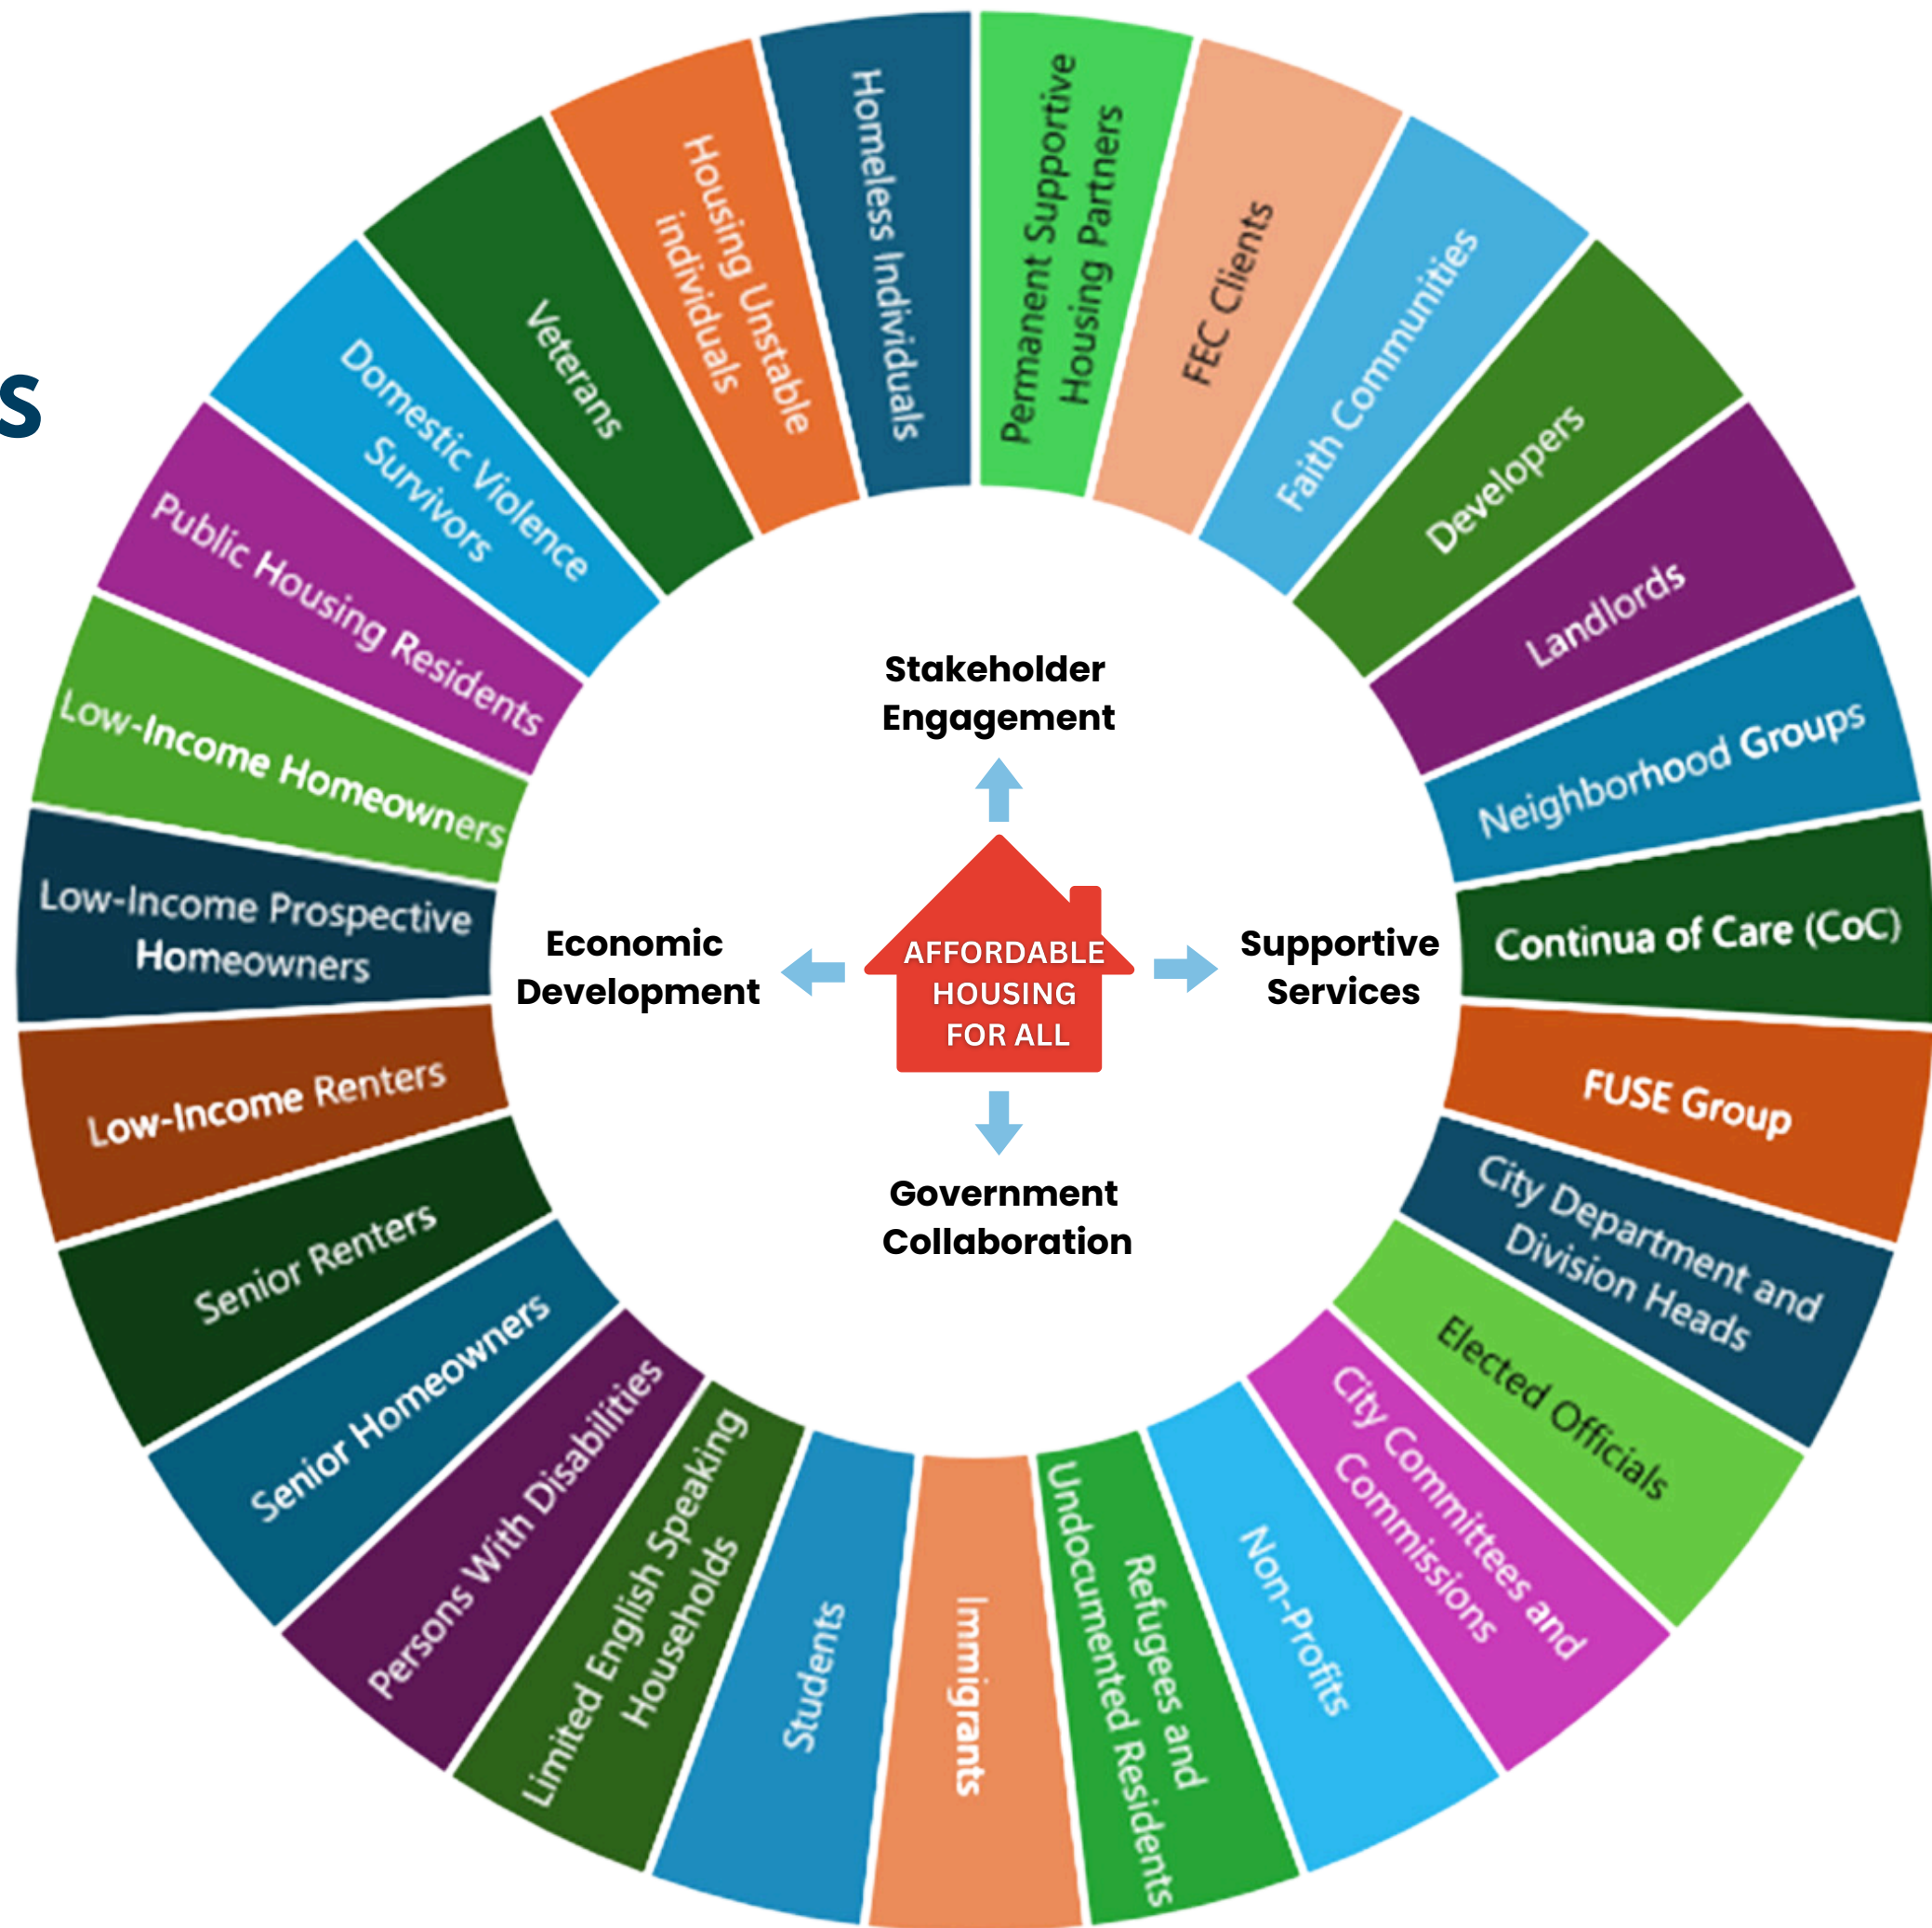 s
Permanent Supportive
Housing Partners
FEC Clients
Faith Communities
Developers
Landlords
Neighborhood Groups
Continua of Care (CoC)
FUSE Group
City Department and
Division Heads
Elected Officials
City Committees and
Commissions
Non-Profits
Refugees and
Undocumented Residents
Immigrants
Students
Limited English Speaking
Households
Persons With Disabilities
Senior Homeowners
Senior Renters
Low-Income Renters
Low-Income Prospective
Homeowners
Low-Income Homeowners
Public Housing Residents
Domestic Violence
Survivors
Veterans
Housing Unstable
individuals
Homeless Individuals
Stakeholder
Engagement
Economic
Development
AFFORDABLE
HOUSING
FOR ALL
Supportive
Services
Government
Collaboration